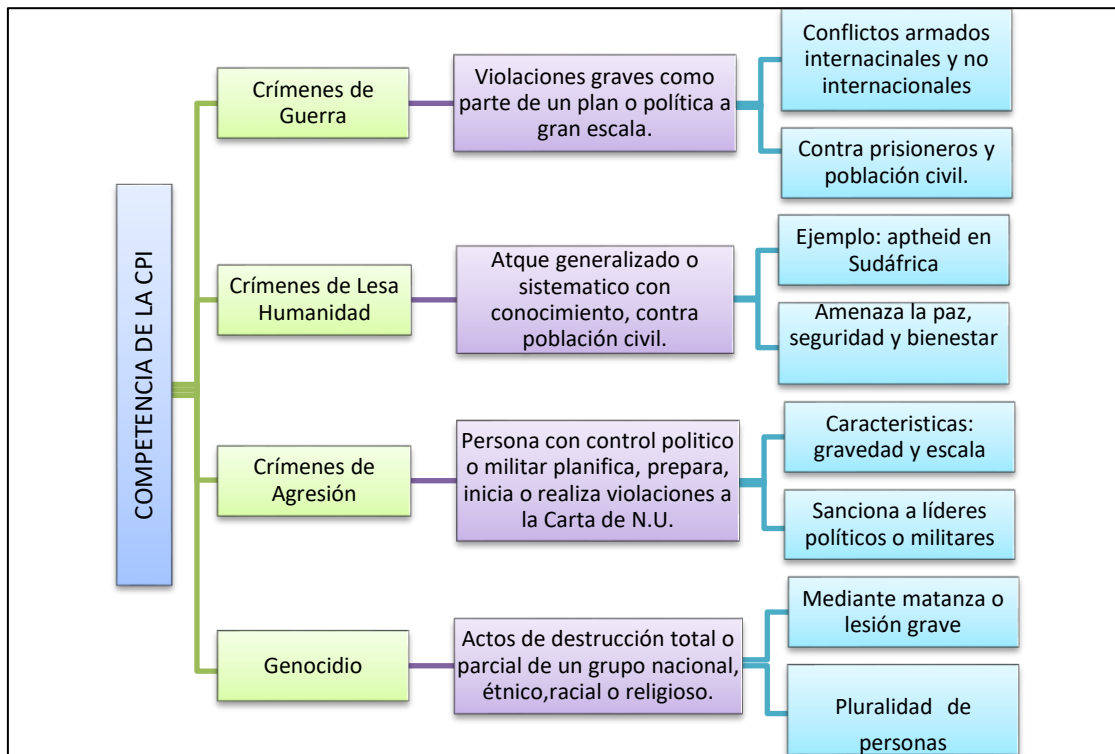 COMPETENCIA DE LA CPI
Crímenes de
Guerra
Violaciones graves como
parte de un plan o política a
gran escala.
Conflictos armados
internacinales y no
internacionales
Contra prisioneros y
población civil.
Crímenes de Lesa
Humanidad
Atque generalizado o
sistematico con
conocimiento, contra
población civil.
Ejemplo: aptheid en
Sudáfrica
Amenaza la paz,
seguridad y bienestar
Crímenes de
Agresión
Persona con control politico
o militar planifica, prepara,
inicia o realiza violaciones a
la Carta de N.U.
Caracteristicas:
gravedad y escala
Sanciona a líderes
políticos o militares
Genocidio
Actos de destrucción total o
parcial de un grupo nacional,
étnico,racial o religioso.
Mediante matanza o
lesión grave
Pluralidad de
personas